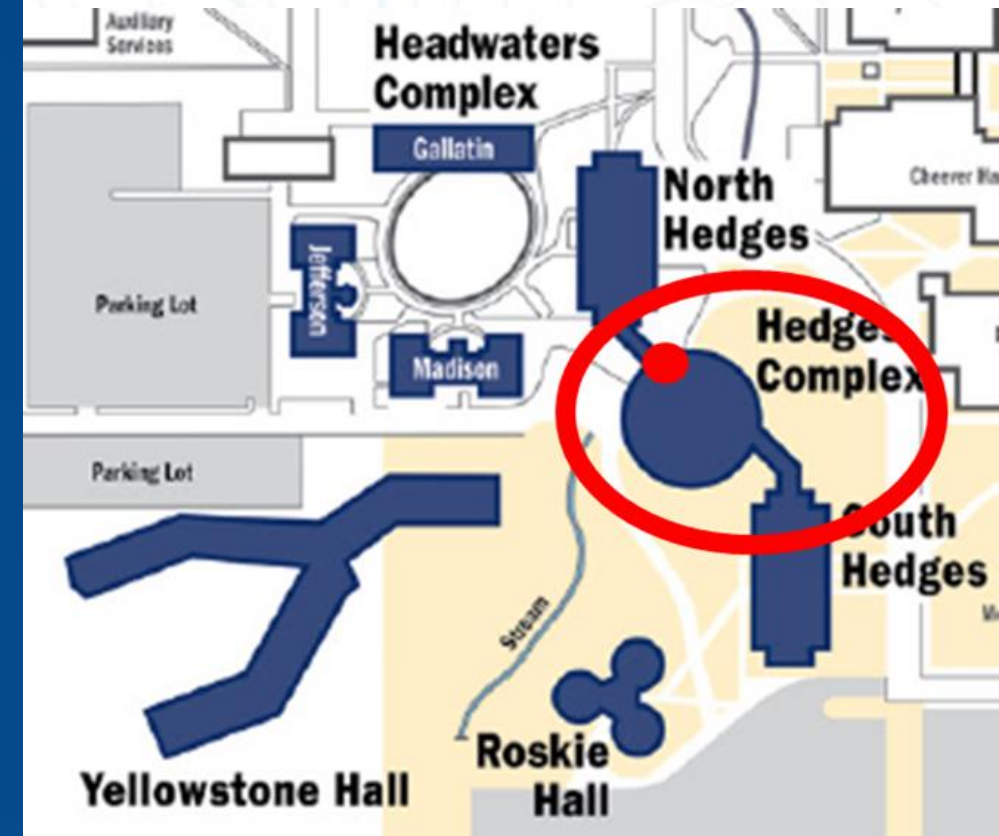 Auxiliary
Services
Headwaters
Complex
Gallatin
North
Hedges
Cheever
Jefferson
Parking Lot
Hedges
Complex
Madison
Parking Lot
South
Hedges
Stream
Roskie
Hall
Yellowstone Hall